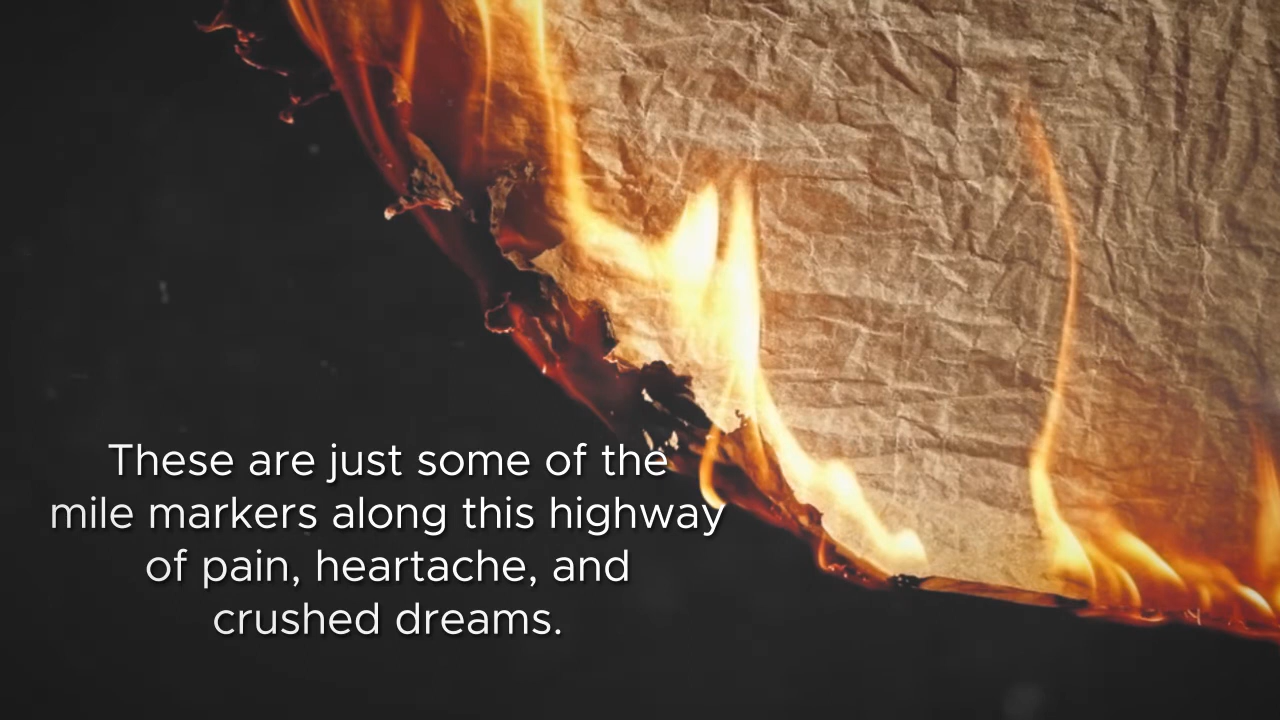 These are just some of the
mile markers along this highway
of pain, heartache, and
crushed dreams.